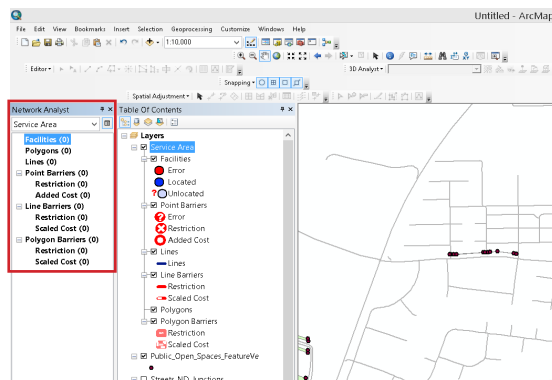 Untitled - ArcMap
File Edit View Bookmarks Insert Selection Geoprocessing Customize Windows Help
1:10,000
Editor
3D Analyst
Snapping
Spatial Adjustment
Network Analyst
Service Area
Facilities (0)
Polygons (0)
Lines (0)
Point Barriers (0)
Restriction (0)
Added Cost (0)
Line Barriers (0)
Restriction (0)
Scaled Cost (0)
Polygon Barriers (0)
Restriction (0)
Scaled Cost (0)
Table Of Contents
Layers
Service Area
Facilities
Error
Located
?Unlocated
Point Barriers
Error
Restriction
Added Cost
Lines
Lines
Line Barriers
Restriction
Scaled Cost
Polygons
Polygon Barriers
Restriction
Scaled Cost
Public_Open_Spaces_FeatureVe
Streets_ND_Junctions